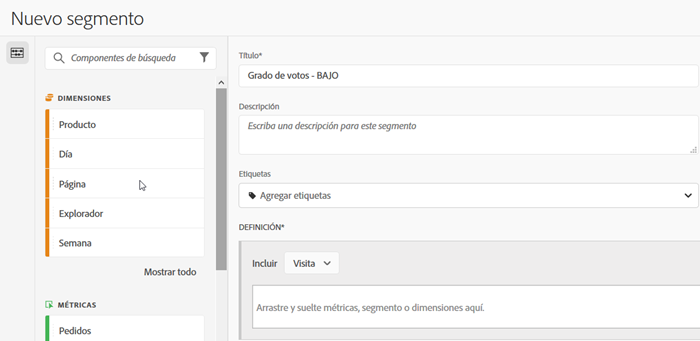 Nuevo segmento
Componentes de búsqueda
DIMENSIONES
Producto
Día
Página
Explorador
Semana
Mostrar todo
MÉTRICAS
Pedidos
Título*
Grado de votos - BAJO
Descripción
Escriba una descripción para este segmento
Etiquetas
Agregar etiquetas
DEFINICIÓN*
Incluir Visita
Arrastre y suelte métricas, segmento o dimensiones aquí.